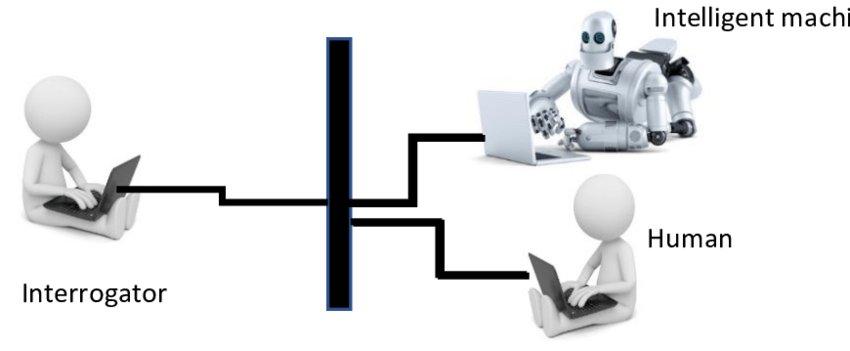 Intelligent machi
Interrogator
Human